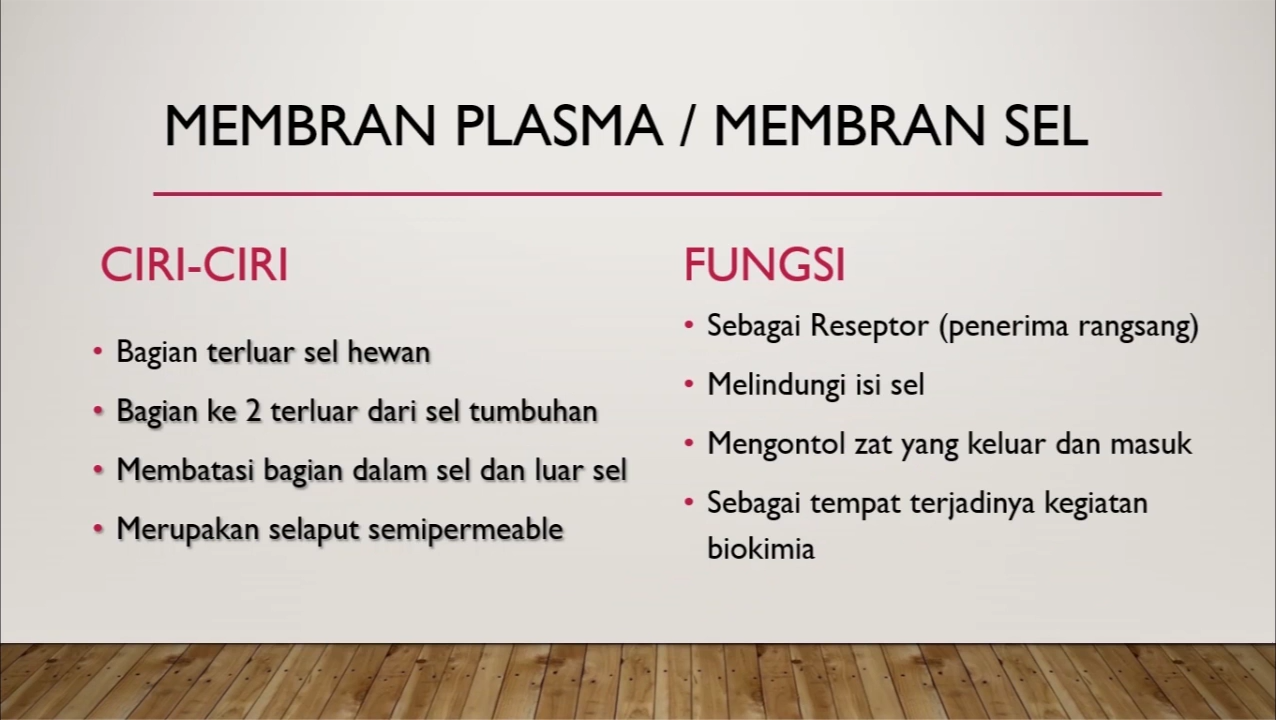 MEMBRAN PLASMA / MEMBRAN SEL
CIRI-CIRI
• Bagian terluar sel hewan
• Bagian ke 2 terluar dari sel tumbuhan
• Membatasi bagian dalam sel dan luar sel
• Merupakan selaput semipermeable
FUNGSI
• Sebagai Reseptor (penerima rangsang)
• Melindungi isi sel
• Mengontol zat yang keluar dan masuk
• Sebagai tempat terjadinya kegiatan
biokimia